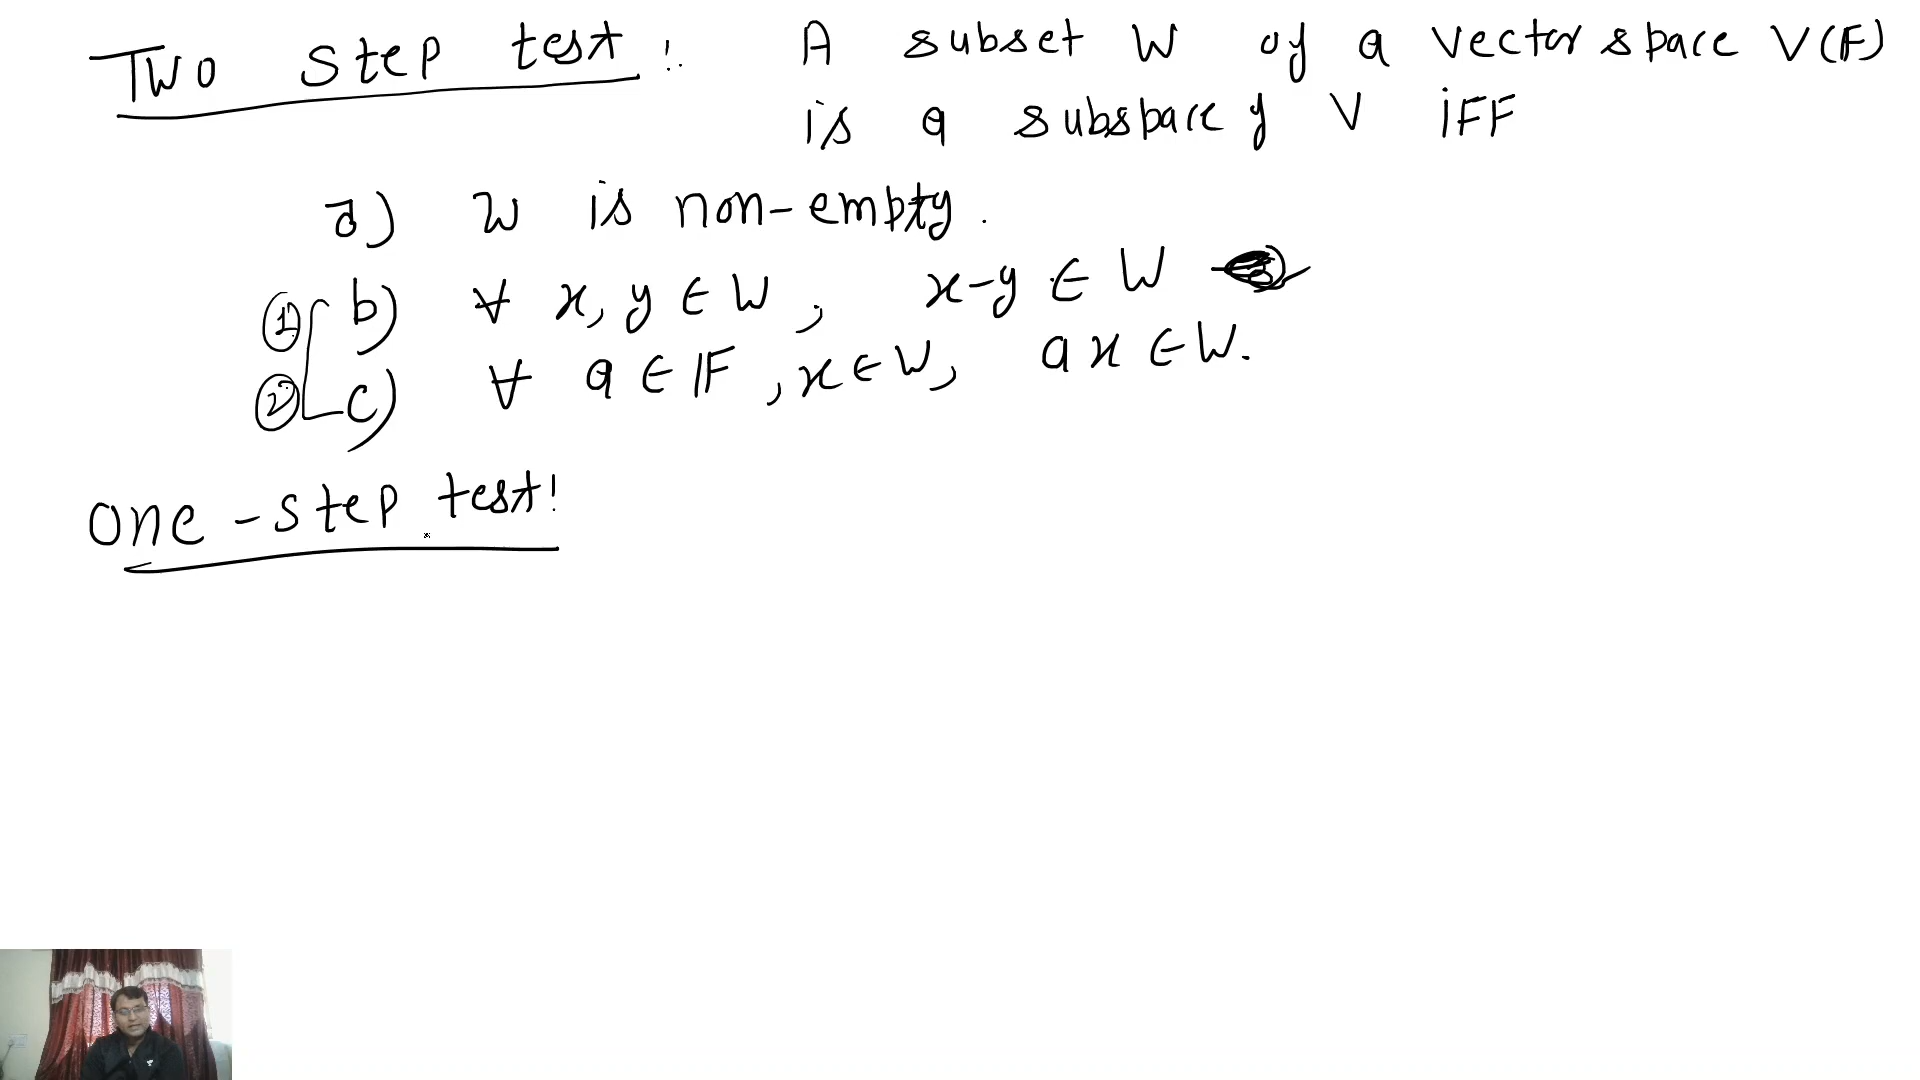 Two step test : A subset W of a vector space V(F)
is a subspace of V iFF
a) W is non-empty.
① b) ∀ x, y ∈ W, x-y ∈ W
② c) ∀ a ∈ F, x ∈ W, ax ∈ W.
One-step test!